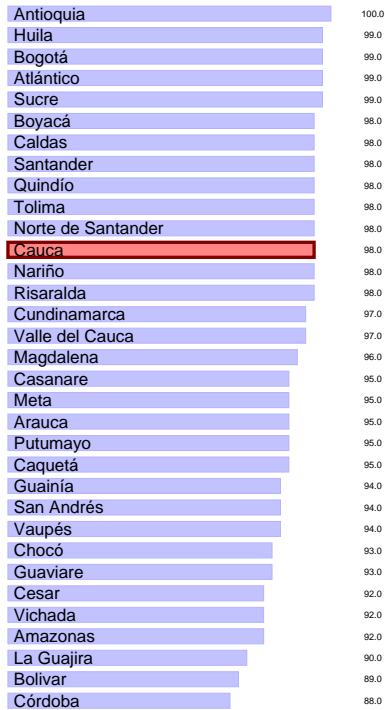 Antioquia 100.0
Huila 99.0
Bogotá 99.0
Atlántico 99.0
Sucre 99.0
Boyacá 98.0
Caldas 98.0
Santander 98.0
Quindío 98.0
Tolima 98.0
Norte de Santander 98.0
Cauca 98.0
Nariño 98.0
Risaralda 98.0
Cundinamarca 97.0
Valle del Cauca 97.0
Magdalena 96.0
Casanare 95.0
Meta 95.0
Arauca 95.0
Putumayo 95.0
Caquetá 95.0
Guainía 94.0
San Andrés 94.0
Vaupés 94.0
Chocó 93.0
Guaviare 93.0
Cesar 92.0
Vichada 92.0
Amazonas 92.0
La Guajira 90.0
Bolivar 89.0
Córdoba 88.0